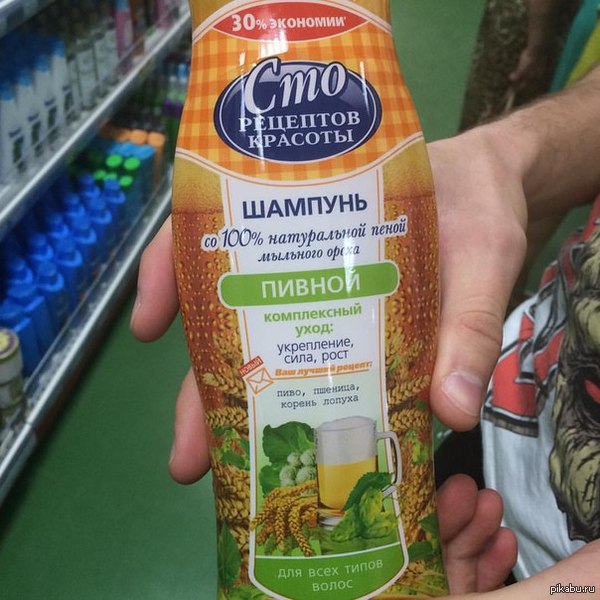 30% ЭКОНОМИИ*
Сто
РЕЦЕПТОВ
КРАСОТЫ
ШАМПУНЬ
со 100% натуральной пеной
мыльного ореха
ПИВНОЙ
комплексный
уход:
укрепление,
сила, рост
НОВЫЙ
Ваш лучший рецепт:
пиво, пшеница,
корень лопуха
для всех типов
волос
pikabu.ru